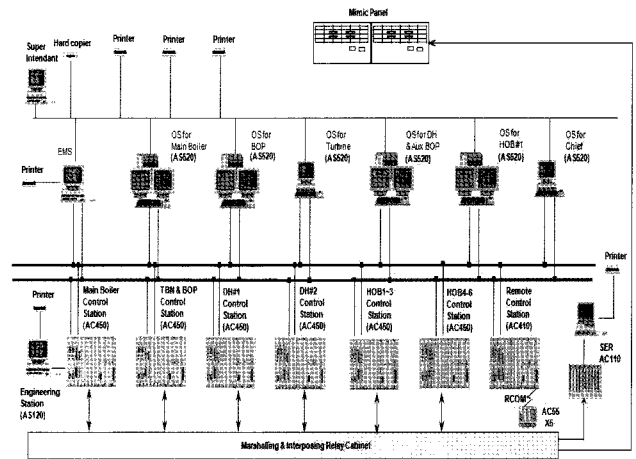 Mimic Panel
Super
Intendant
Hard copier
Printer
Printer
Printer
EMS
OS for
Main Boiler
(AS520)
OS for
BOP
(AS520)
OS for
Turbine
(AS520)
OS for DH
& Aux BOP
(AS520)
OS for
HOB#1
(AS520)
OS for
Chief
(AS520)
Printer
Printer
Printer
Main Boiler
Control
Station
(AC450)
TBN & BOP
Control
Station
(AC450)
DH#1
Control
Station
(AC450)
DH#2
Control
Station
(AC450)
HOB1~3
Control
Station
(AC450)
HOB4~6
Control
Station
(AC450)
Remote
Control
Station
(AC410)
SER
AC110
Engineering
Station
(AS120)
RCOM
AC55
X5
Marshalling & Interposing Relay Cabinet